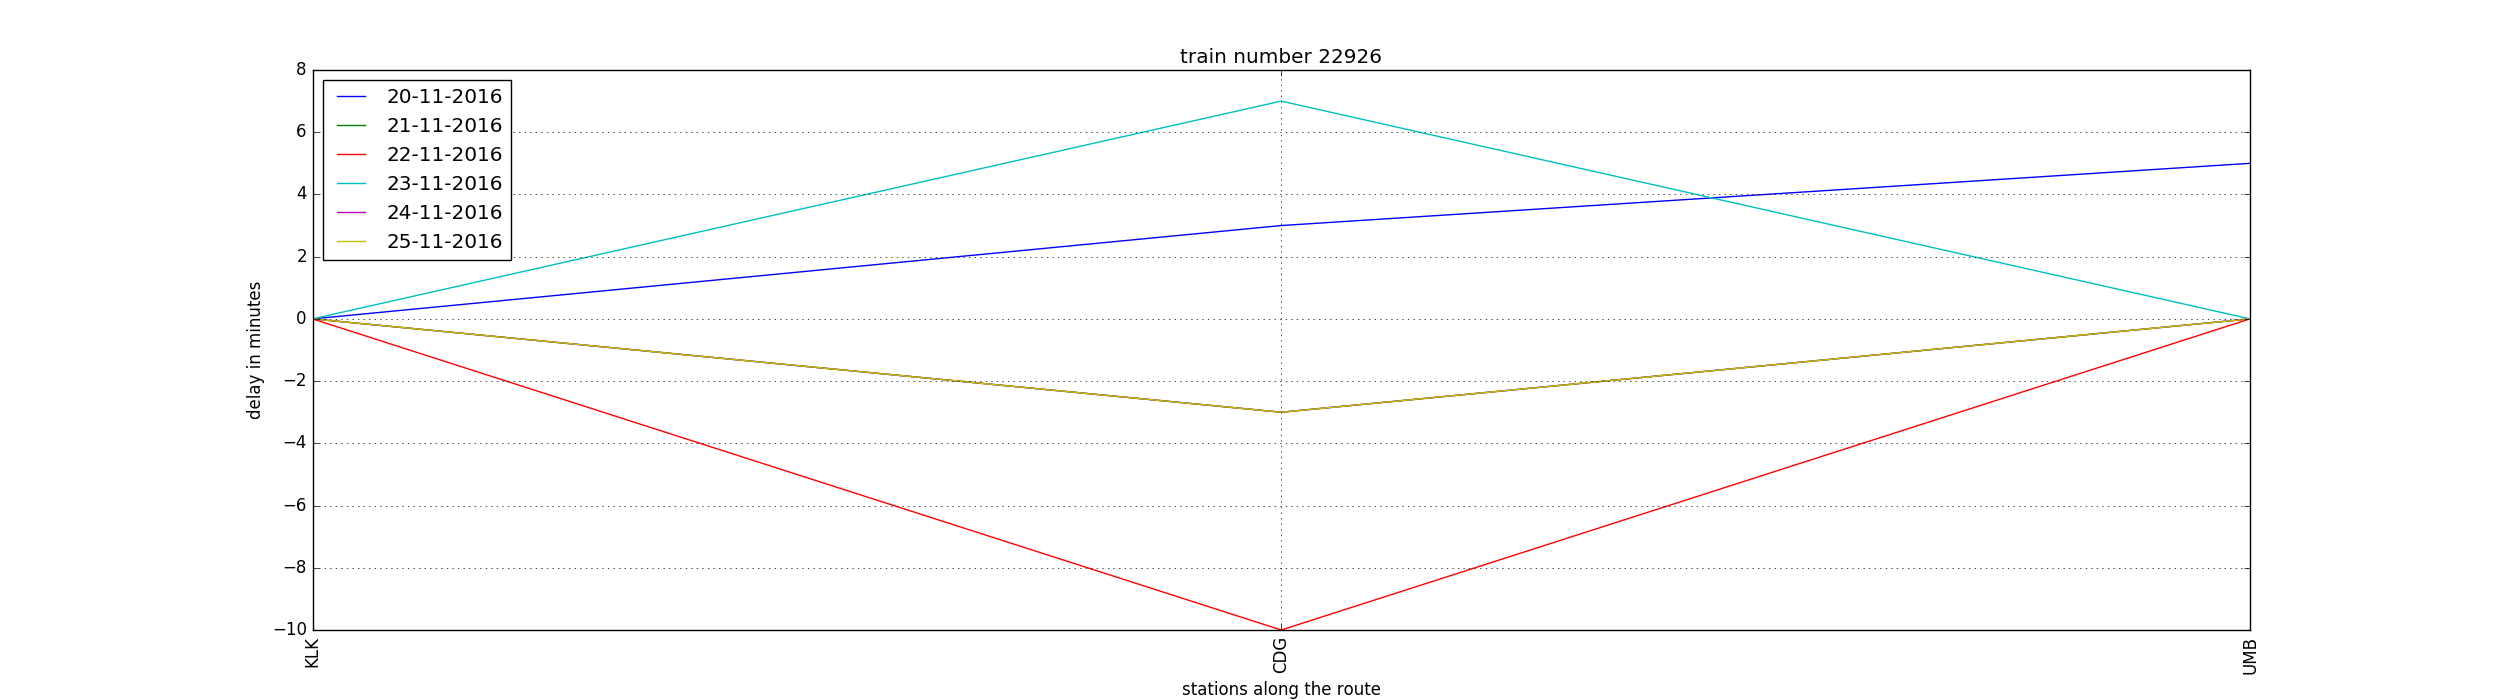 train number 22926
8
6
4
2
0
−2
−4
−6
−8
−10
delay in minutes
20-11-2016
21-11-2016
22-11-2016
23-11-2016
24-11-2016
25-11-2016
KLK
CDG
UMB
stations along the route